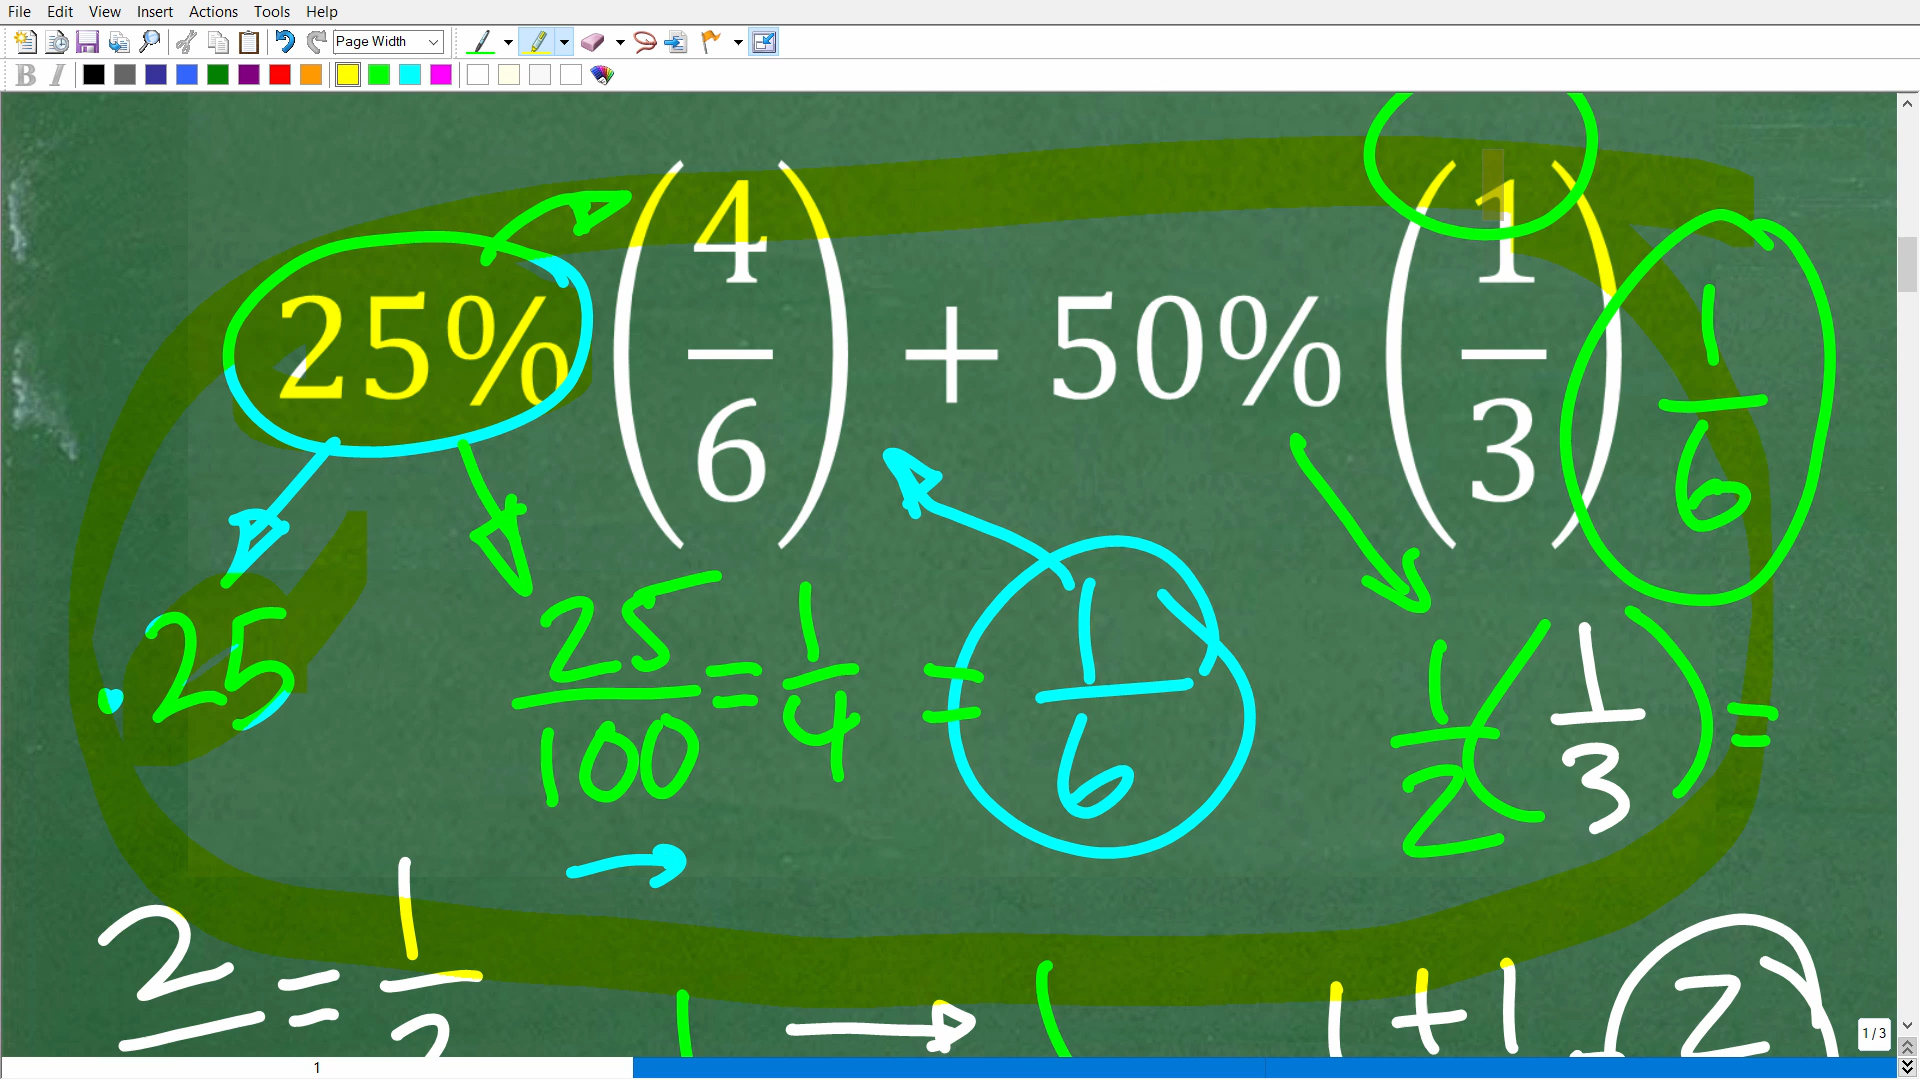 File Edit View Insert Actions Tools Help
Page Width
B I
25% (4/6) + 50% (1/3) 1/6
.25 25/100 = 1/4 = 1/6 1/2 (1/3) =
2 = 1
1 + 1 2
1 / 3
1